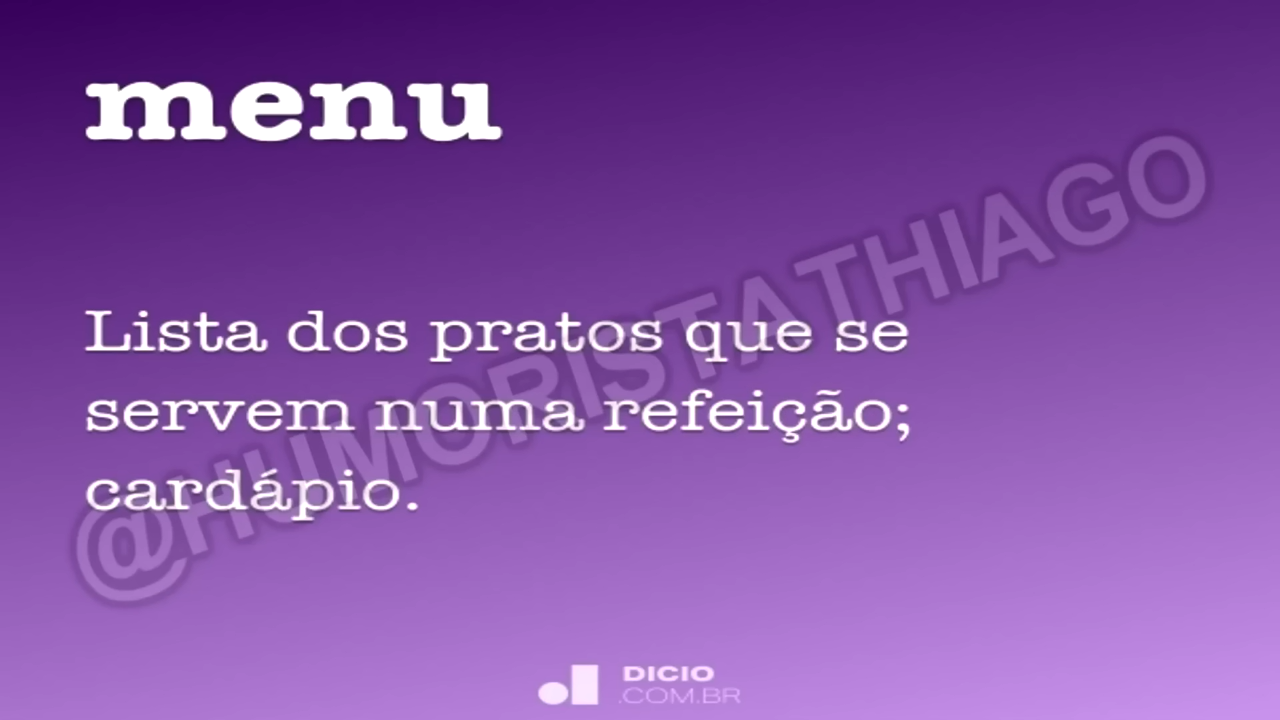 menu
Lista dos pratos que se
servem numa refeição;
cardápio.
@HUMORISTATHIAGO
DICIO
.COM.BR